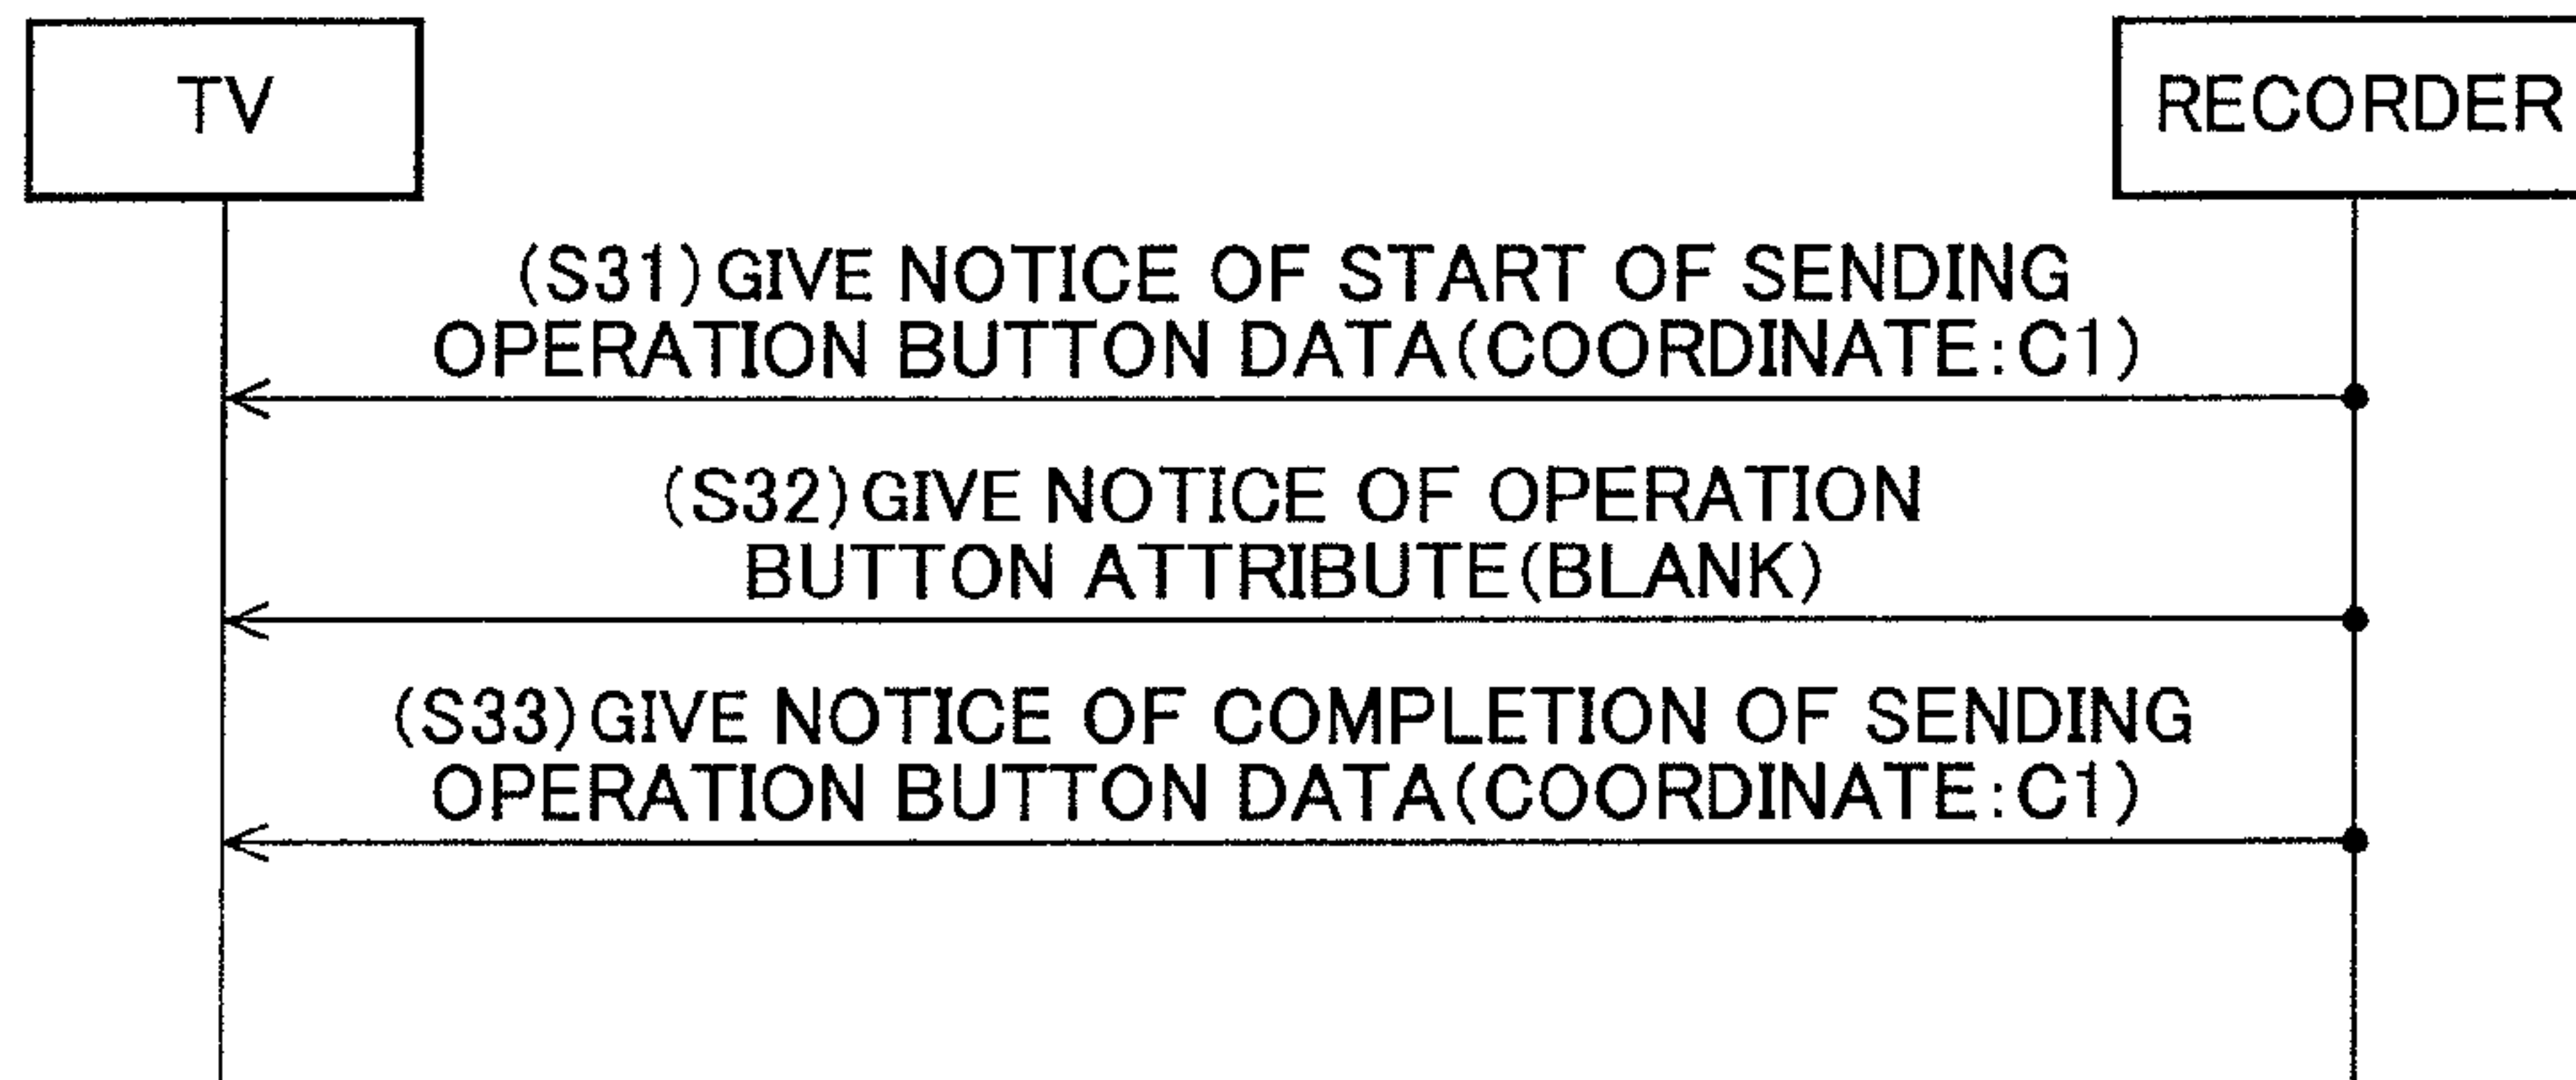 TV
RECORDER
(S31)GIVE NOTICE OF START OF SENDING
OPERATION BUTTON DATA(COORDINATE:C1)
(S32)GIVE NOTICE OF OPERATION
BUTTON ATTRIBUTE(BLANK)
(S33)GIVE NOTICE OF COMPLETION OF SENDING
OPERATION BUTTON DATA(COORDINATE:C1)